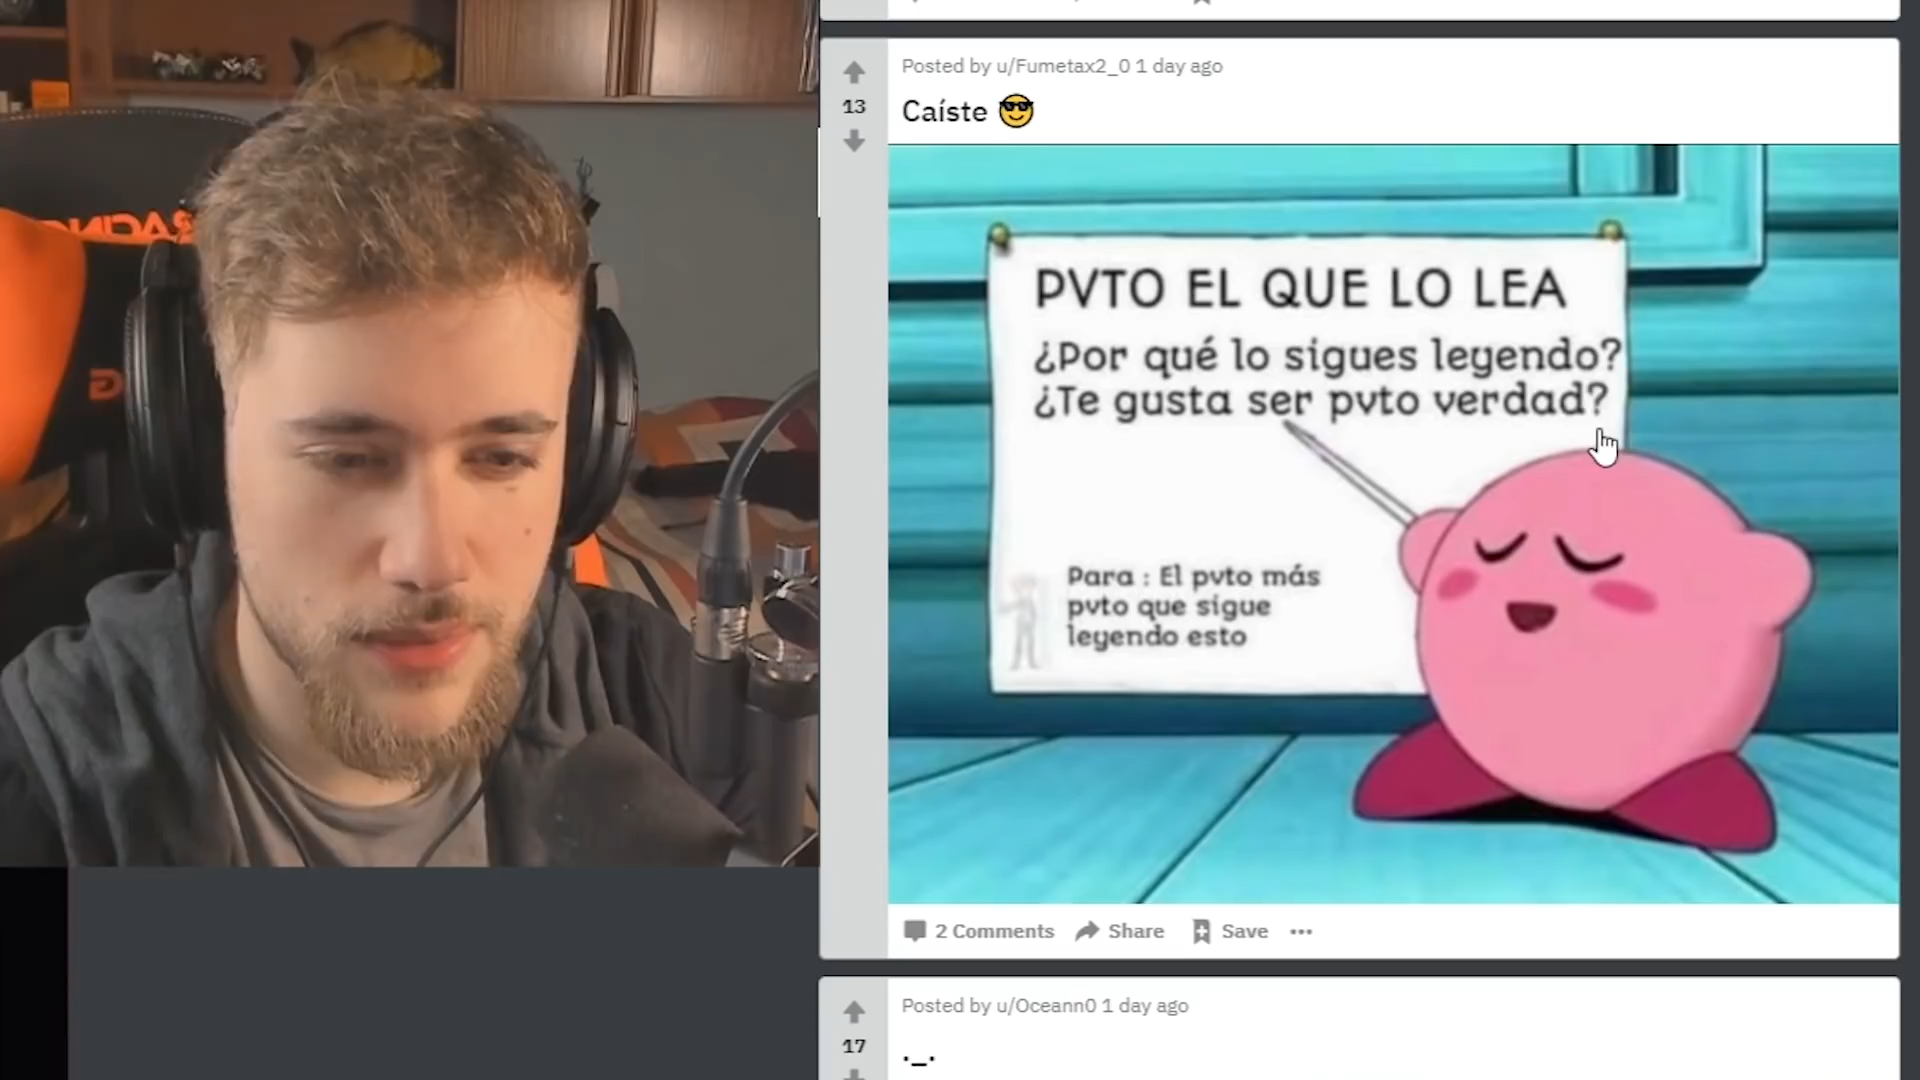 Posted by u/Fumetax2_0 1 day ago
13
Caíste 😎
PVTO EL QUE LO LEA
¿Por qué lo sigues leyendo?
¿Te gusta ser pvto verdad?
Para : El pvto más
pvto que sigue
leyendo esto
2 Comments Share Save ...
Posted by u/Oceann0 1 day ago
17
._.